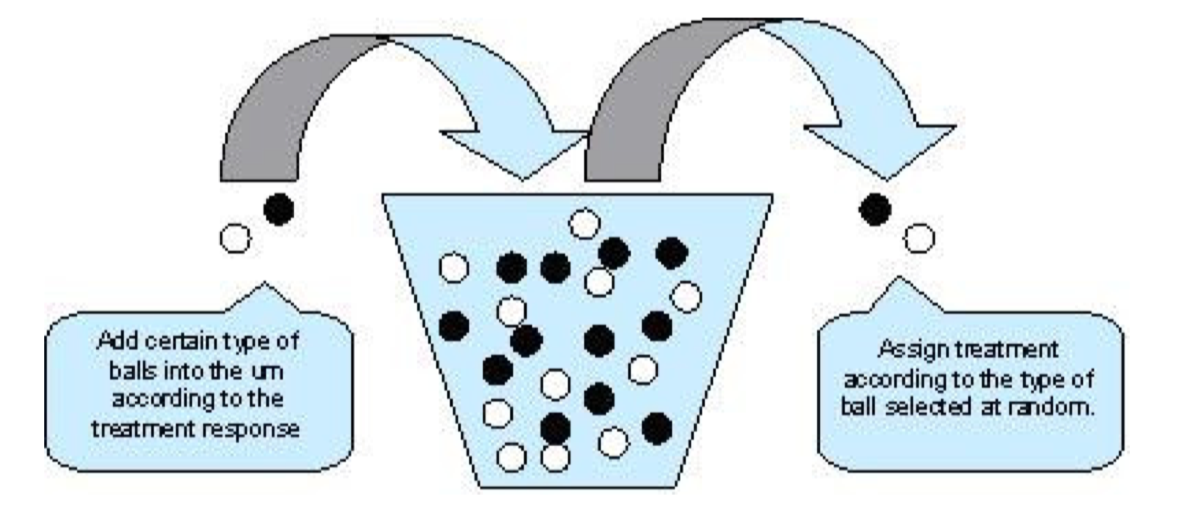 Add certain type of
balls into the urn
according to the
treatment response
Assign treatment
according to the type of
ball selected at random.